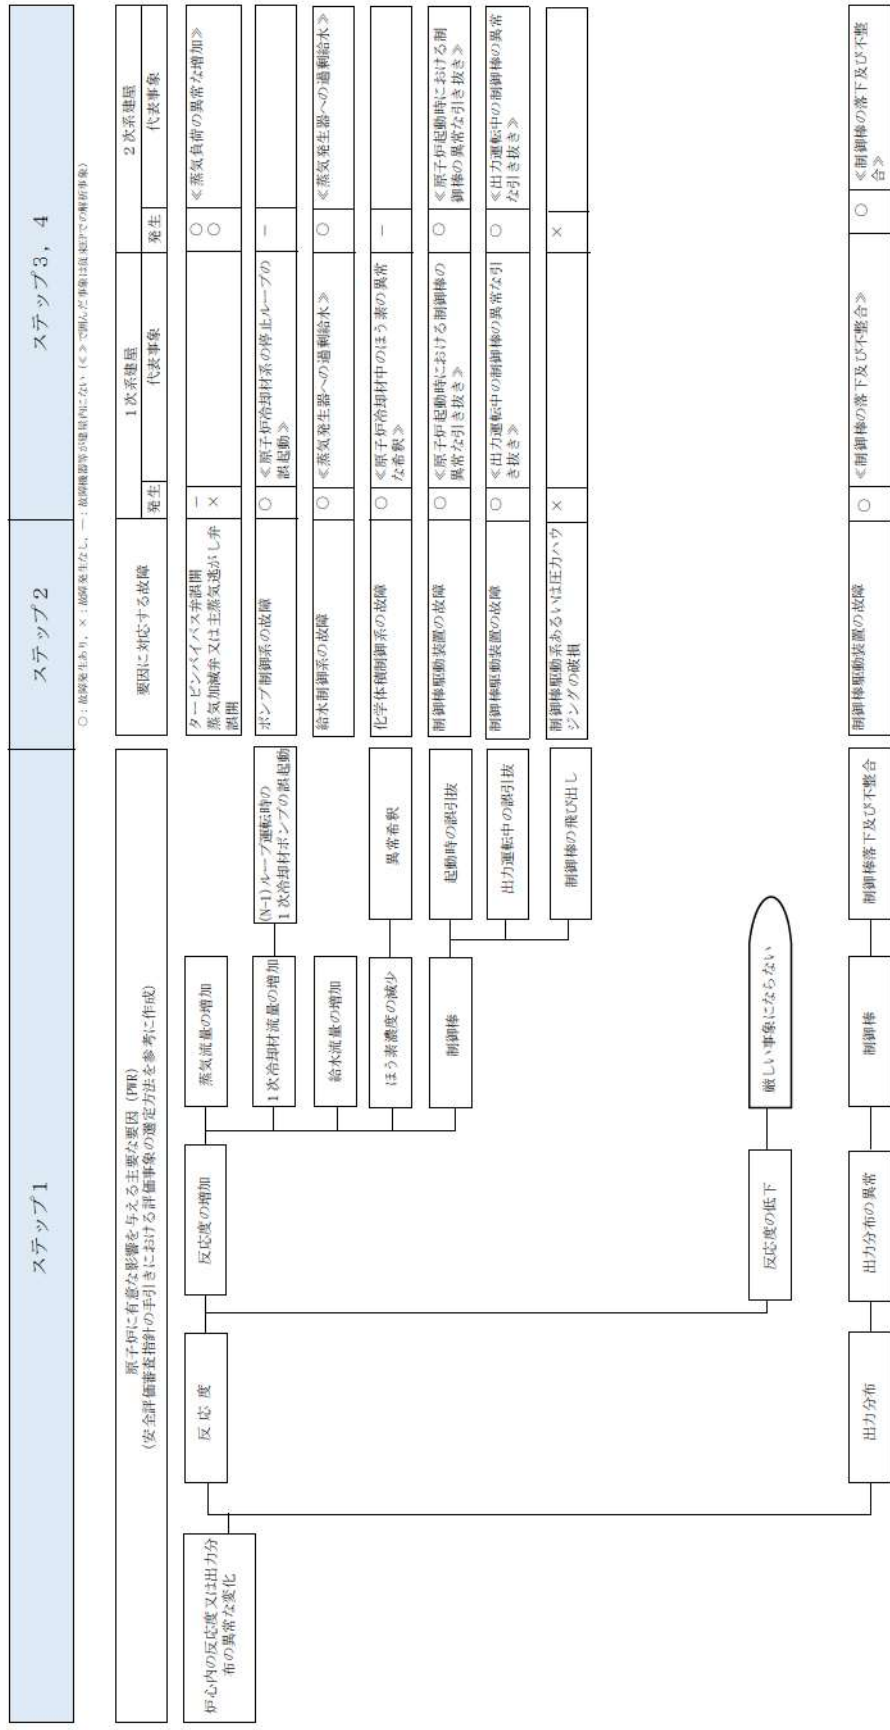 ステップ1
ステップ2
ステップ3，4
○：故障発生あり，×：故障発生なし，－：故障機器等が建屋内にない（≪ ≫で囲んだ事象は従来EPでの解析事象）
原子炉に有意な影響を与える主要な要因（PWR）
（安全評価審査指針の手引きにおける評価事象の選定方法を参考に作成）
要因に対応する故障
1次系建屋
2次系建屋
発生
代表事象
発生
代表事象
炉心内の反応度又は出力分
布の異常な変化
反応度
反応度の増加
蒸気流量の増加
タービンバイパス弁誤開
蒸気加減弁又は主蒸気逃がし弁
誤開
－
×
○
○
≪蒸気負荷の異常な増加≫
1次冷却材流量の増加
(N-1)ループ運転時の
1次冷却材ポンプの誤起動
ポンプ制御系の故障
○
≪原子炉冷却材系の停止ループの
誤起動≫
－
給水流量の増加
給水制御系の故障
○
≪蒸気発生器への過剰給水≫
○
≪蒸気発生器への過剰給水≫
ほう素濃度の減少
異常希釈
化学体積制御系の故障
○
≪原子炉冷却材中のほう素の異常
な希釈≫
－
制御棒
起動時の誤引抜
制御棒駆動装置の故障
○
≪原子炉起動時における制御棒の
異常な引き抜き≫
○
≪原子炉起動時における制
御棒の異常な引き抜き≫
出力運転中の誤引抜
制御棒駆動装置の故障
○
≪出力運転中の制御棒の異常な引
き抜き≫
○
≪出力運転中の制御棒の異常
な引き抜き≫
制御棒の飛び出し
制御棒駆動系あるいは圧力ハウ
ジングの破損
×
×
反応度の低下
厳しい事象にならない
出力分布
出力分布の異常
制御棒
制御棒落下及び不整合
制御棒駆動装置の故障
○
≪制御棒の落下及び不整合≫
○
≪制御棒の落下及び不整
合≫